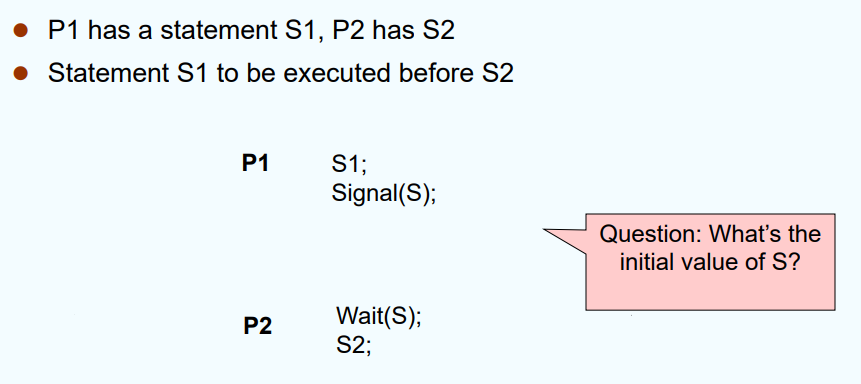 ● P1 has a statement S1, P2 has S2
● Statement S1 to be executed before S2
P1 S1;
Signal(S);
Question: What’s the
initial value of S?
P2 Wait(S);
S2;